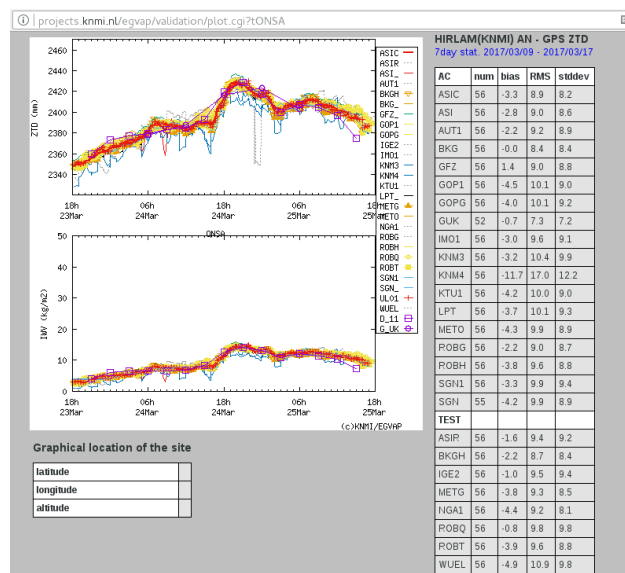 projects.knmi.nl/egvap/validation/plot.cgi?tONSA
2460
2440
2420
2400
2380
2360
2340
ZTD (mm)
18h 06h 18h 06h 18h
23Mar 24Mar 24Mar 25Mar 25Mar
ASIC
ASIR
ASI_
AUT1
BKGH
BKG_
GFZ_
GOP1
GOPG
IGE2
IMO1
KNM3
KNM4
KTU1
LPT_
METG
METO
NGA1
ROBG
ROBH
ROBQ
ROBT
SGN1
SGN_
ULO1
WUEL
D_11
G_UK
ONSA
50
40
30
20
10
0
IWV (kg/m2)
18h 06h 18h 06h 18h
23Mar 24Mar 24Mar 25Mar 25Mar
(c)KNMI/EGVAP
Graphical location of the site
latitude
longitude
altitude
HIRLAM(KNMI) AN - GPS ZTD
7day stat. 2017/03/09 - 2017/03/17
AC num bias RMS stddev
ASIC 56 -3.3 8.9 8.2
ASI 56 -2.8 9.0 8.6
AUT1 56 -2.2 9.2 8.9
BKG 56 -0.0 8.4 8.4
GFZ 56 1.4 9.0 8.8
GOP1 56 -4.5 10.1 9.0
GOPG 56 -4.0 10.1 9.2
GUK 52 -0.7 7.3 7.2
IMO1 56 -3.0 9.6 9.1
KNM3 56 -3.2 10.4 9.9
KNM4 56 -11.7 17.0 12.2
KTU1 56 -4.2 10.0 9.0
LPT 56 -3.7 10.1 9.3
METO 56 -4.3 9.9 8.9
ROBG 56 -2.2 9.0 8.7
ROBH 56 -3.8 9.6 8.8
SGN1 56 -3.3 9.9 9.4
SGN 55 -4.2 9.9 8.9
TEST
ASIR 56 -1.6 9.4 9.2
BKGH 56 -2.2 8.7 8.4
IGE2 56 -1.0 9.5 9.4
METG 56 -3.8 9.3 8.5
NGA1 56 -4.4 9.2 8.1
ROBQ 56 -0.8 9.8 9.8
ROBT 56 -3.9 9.6 8.8
WUEL 56 -4.9 10.9 9.8